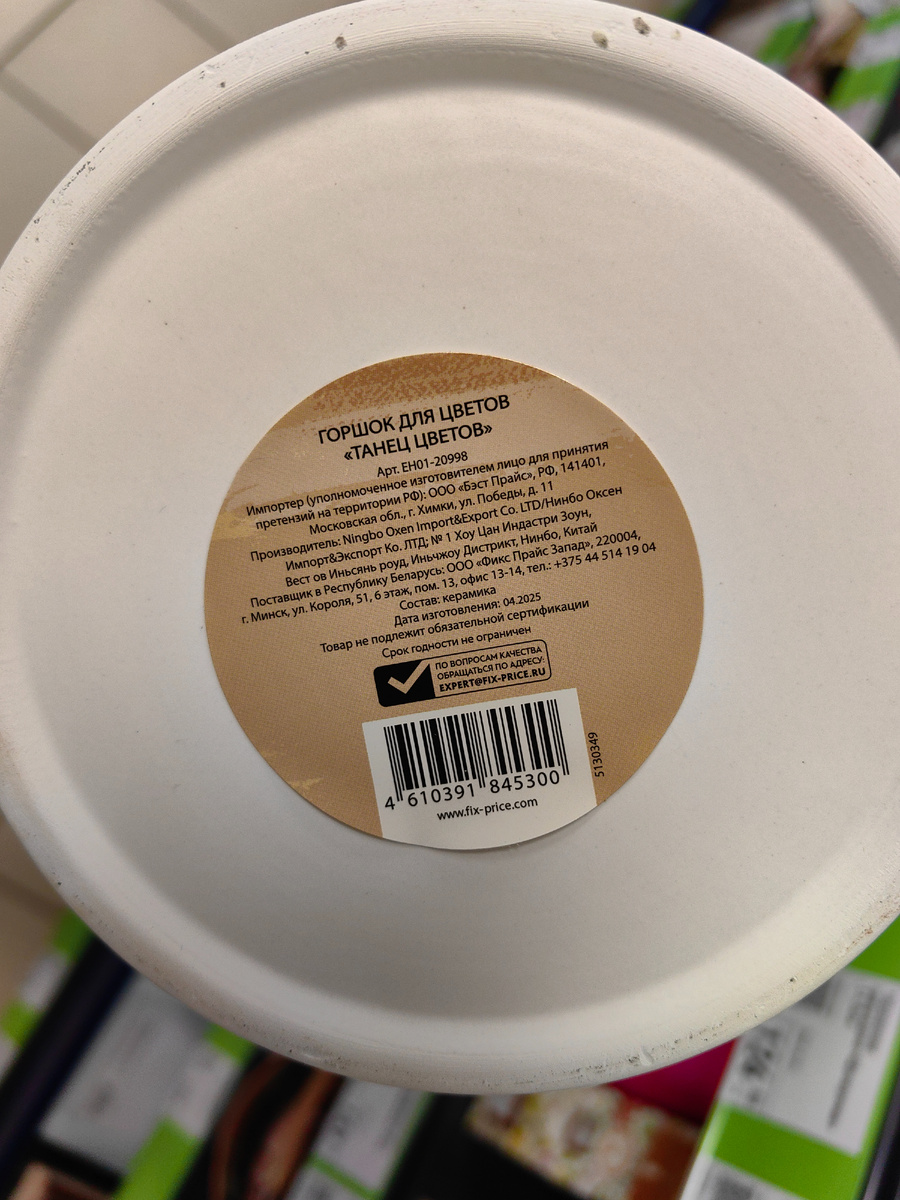 ГОРШОК ДЛЯ ЦВЕТОВ
«ТАНЕЦ ЦВЕТОВ»
Арт. EH01-20998
Импортер (уполномоченное изготовителем лицо для принятия
претензий на территории РФ): ООО «Бэст Прайс», РФ, 141401,
Московская обл., г. Химки, ул. Победы, д. 11
Производитель: Ningbo Oxen Import&Export Co. LTD/Нинбо Оксен
Импорт&Экспорт Ко. ЛТД; № 1 Хоу Цан Индастри Зоун,
Вест ов Иньсянь роуд, Иньчжоу Дистрикт, Нинбо, Китай
Поставщик в Республику Беларусь: ООО «Фикс Прайс Запад», 220004,
г. Минск, ул. Короля, 51, 6 этаж, пом. 13, офис 13-14, тел.: +375 44 514 19 04
Состав: керамика
Дата изготовления: 04.2025
Товар не подлежит обязательной сертификации
Срок годности не ограничен
ПО ВОПРОСАМ КАЧЕСТВА
ОБРАЩАТЬСЯ ПО АДРЕСУ:
EXPERT@FIX-PRICE.RU
4 610391 845300
5130349
www.fix-price.com